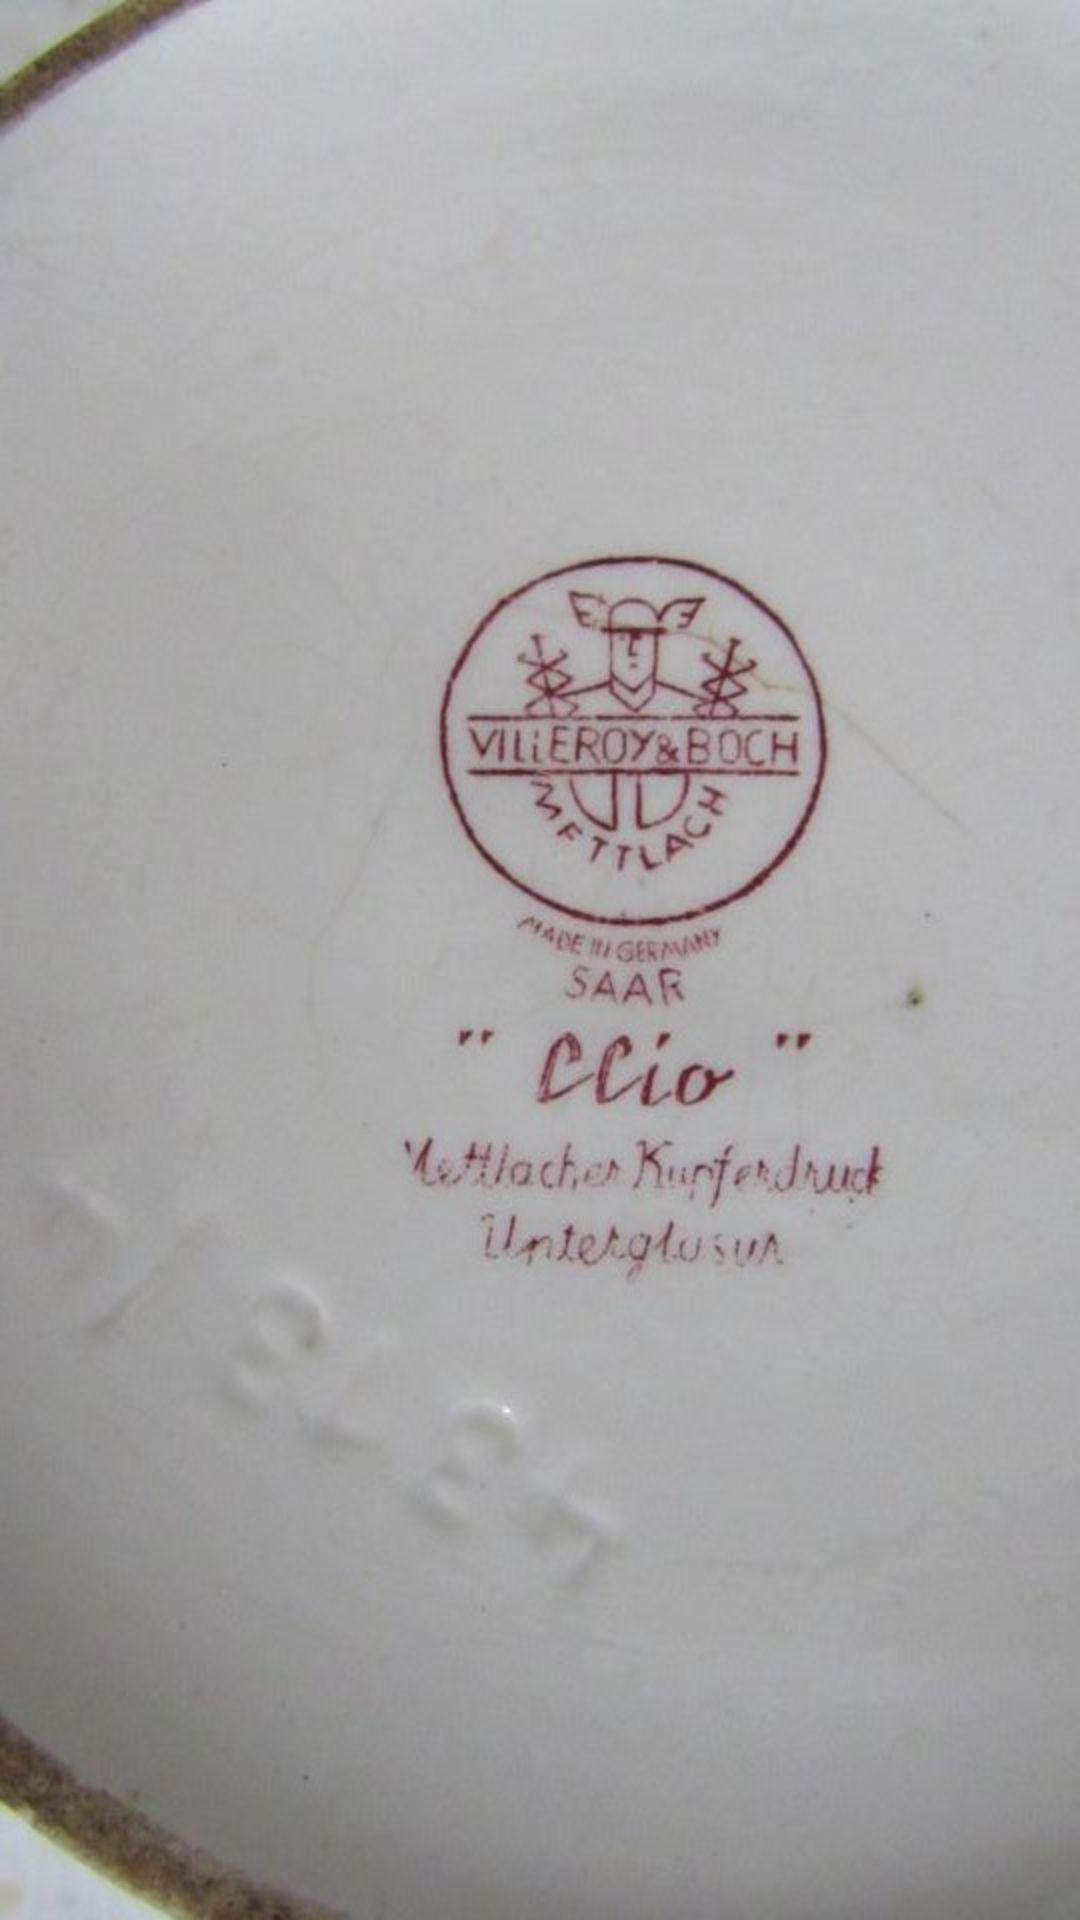 VILLEROY & BOCH
METTLACH
MADE IN GERMANY
SAAR
" Clio "
Mettlacher Kupferdruck
Unterglasur